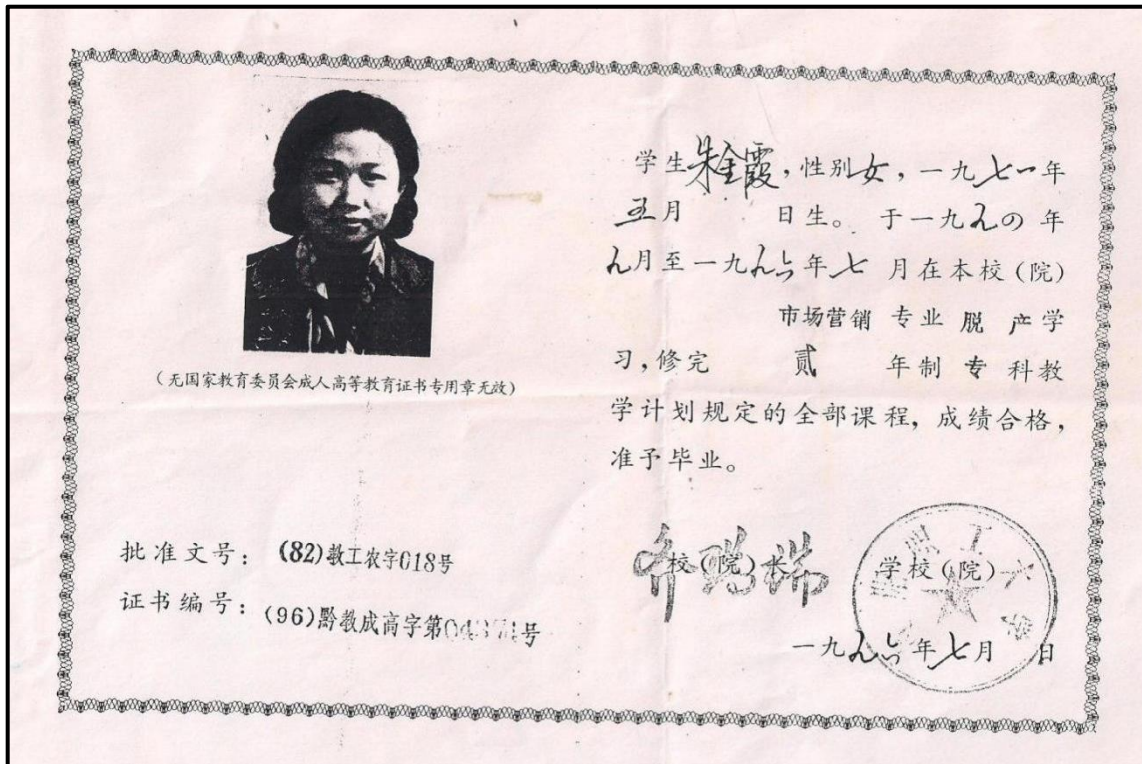 (无国家教育委员会成人高等教育证书专用章无效)
批准文号: (82)教工农字018号
证书编号: (96)黔教成高字第号
学生朱金霞,性别女,一九七一年
五月 日生。于一九九四年
九月至一九九六年七 月在本校(院)
市场营销 专业 脱 产学
习,修完 贰 年制 专 科教
学计划规定的全部课程,成绩合格,
准予毕业。
校(院)长
学校(院)
一九九六年七月 日